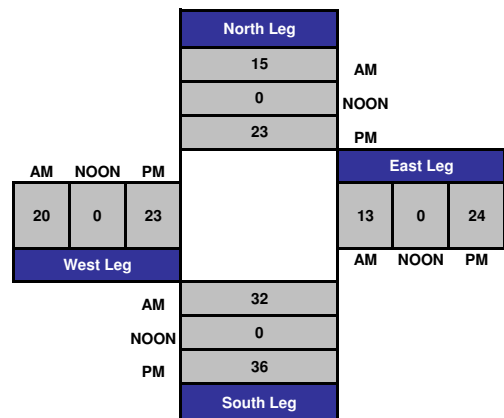 North Leg
15 AM
0 NOON
23 PM
AM NOON PM
East Leg
20 0 23
13 0 24
West Leg
AM NOON PM
AM 32
NOON 0
PM 36
South Leg